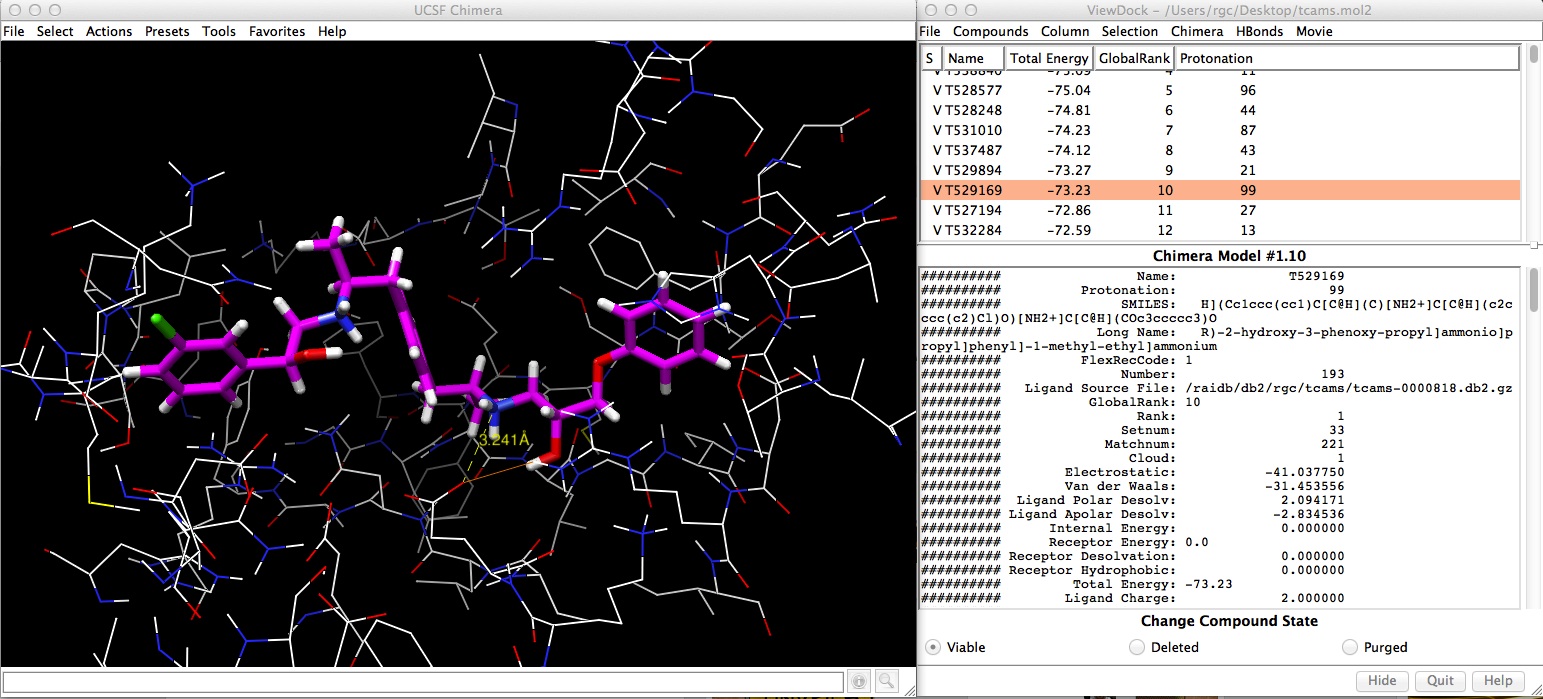 UCSF Chimera
File Select Actions Presets Tools Favorites Help
3.241Å
ViewDock - /Users/rgc/Desktop/tcams.mol2
File Compounds Column Selection Chimera HBonds Movie
S Name Total Energy GlobalRank Protonation
V T528577 -75.04 5 96
V T528248 -74.81 6 44
V T531010 -74.23 7 87
V T537487 -74.12 8 43
V T529894 -73.27 9 21
V T529169 -73.23 10 99
V T527194 -72.86 11 27
V T532284 -72.59 12 13
Chimera Model #1.10
########## Name: T529169
########## Protonation: 99
########## SMILES: H](Cc1ccc(cc1)C[C@H](C)[NH2+]C[C@H](c2c
ccc(c2)Cl)O)[NH2+]C[C@H](COc3ccccc3)O
########## Long Name: R)-2-hydroxy-3-phenoxy-propyl]ammonio]p
ropyl]phenyl]-1-methyl-ethyl]ammonium
########## FlexRecCode: 1
########## Number: 193
########## Ligand Source File: /raidb/db2/rgc/tcams/tcams-0000818.db2.gz
########## GlobalRank: 10
########## Rank: 1
########## Setnum: 33
########## Matchnum: 221
########## Cloud: 1
########## Electrostatic: -41.037750
########## Van der Waals: -31.453556
########## Ligand Polar Desolv: 2.094171
########## Ligand Apolar Desolv: -2.834536
########## Internal Energy: 0.000000
########## Receptor Energy: 0.0
########## Receptor Desolvation: 0.000000
########## Receptor Hydrophobic: 0.000000
########## Total Energy: -73.23
########## Ligand Charge: 2.000000
Change Compound State
Viable Deleted Purged
Hide Quit Help